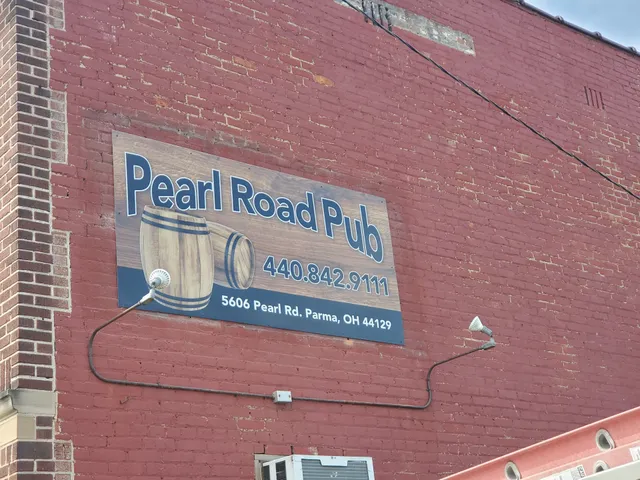 Pearl Road Pub
440.842.9111
5606 Pearl Rd. Parma, OH 44129